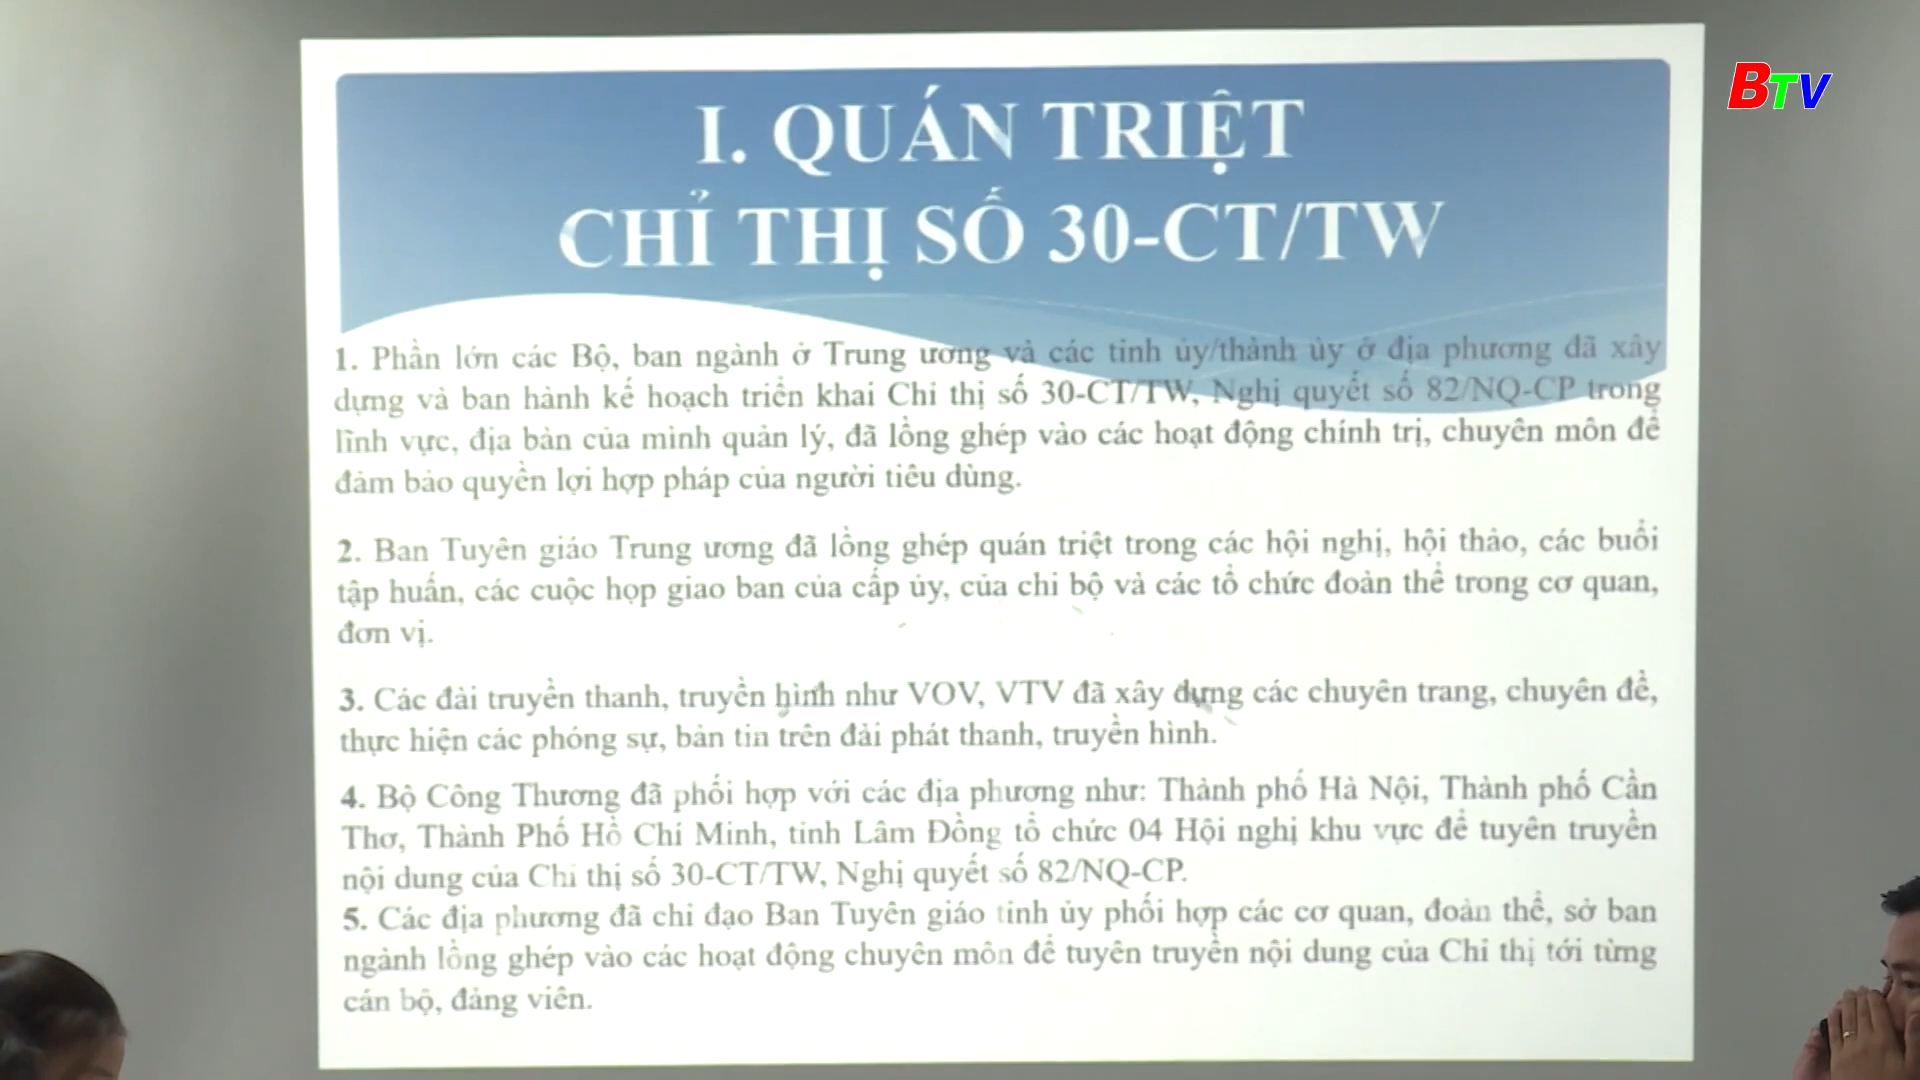 BTV
I. QUÁN TRIỆT
CHỈ THỊ SỐ 30-CT/TW
1. Phần lớn các Bộ, ban ngành ở Trung ương và các tỉnh ủy/thành ủy ở địa phương đã xây
dựng và ban hành kế hoạch triển khai Chỉ thị số 30-CT/TW, Nghị quyết số 82/NQ-CP trong
lĩnh vực, địa bàn của mình quản lý, đã lồng ghép vào các hoạt động chính trị, chuyên môn để
đảm bảo quyền lợi hợp pháp của người tiêu dùng.
2. Ban Tuyên giáo Trung ương đã lồng ghép quán triệt trong các hội nghị, hội thảo, các buổi
tập huấn, các cuộc họp giao ban của cấp ủy, của chi bộ và các tổ chức đoàn thể trong cơ quan,
đơn vị.
3. Các đài truyền thanh, truyền hình như VOV, VTV đã xây dựng các chuyên trang, chuyên đề,
thực hiện các phóng sự, bản tin trên đài phát thanh, truyền hình.
4. Bộ Công Thương đã phối hợp với các địa phương như: Thành phố Hà Nội, Thành phố Cần
Thơ, Thành Phố Hồ Chí Minh, tỉnh Lâm Đồng tổ chức 04 Hội nghị khu vực để tuyên truyền
nội dung của Chỉ thị số 30-CT/TW, Nghị quyết số 82/NQ-CP.
5. Các địa phương đã chỉ đạo Ban Tuyên giáo tỉnh ủy phối hợp các cơ quan, đoàn thể, sở ban
ngành lồng ghép vào các hoạt động chuyên môn để tuyên truyền nội dung của Chỉ thị tới từng
cán bộ, đảng viên.